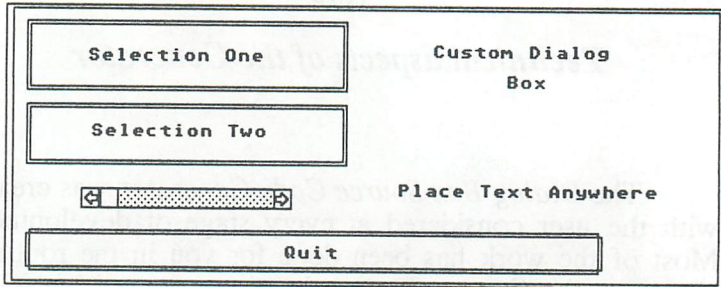 Selection One
Custom Dialog
Box
Selection Two
Place Text Anywhere
Quit